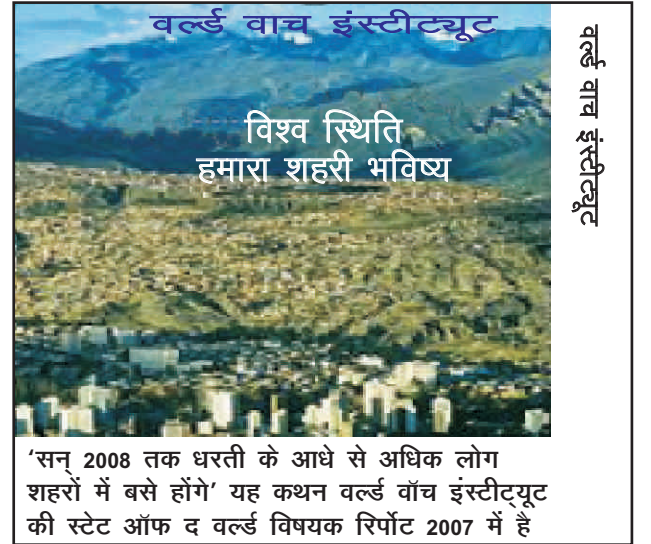 वर्ल्ड वाच इंस्टीट्यूट
विश्व स्थिति
हमारा शहरी भविष्य
वर्ल्ड वाच इंस्टीट्यूट
‘सन् 2008 तक धरती के आधे से अधिक लोग
शहरों में बसे होंगे’ यह कथन वर्ल्ड वॉच इंस्टीट्यूट
की स्टेट ऑफ द वर्ल्ड विषयक रिर्पोट 2007 में है